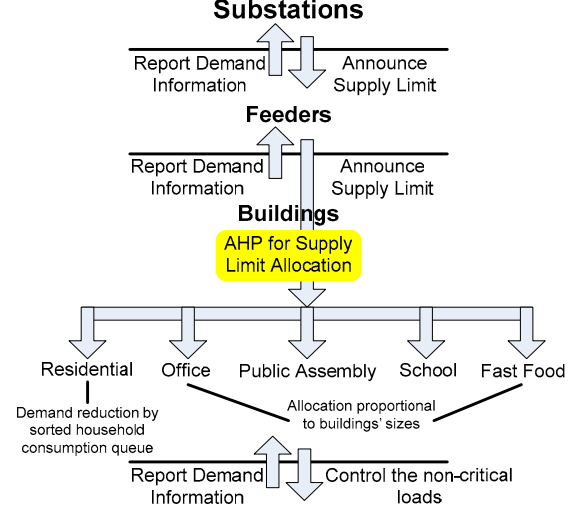 Substations
Report Demand
Information
Announce
Supply Limit
Feeders
Report Demand
Information
Announce
Supply Limit
Buildings
AHP for Supply
Limit Allocation
Residential
Office
Public Assembly
School
Fast Food
Demand reduction by
sorted household
consumption queue
Allocation proportional
to buildings' sizes
Report Demand
Information
Control the non-critical
loads